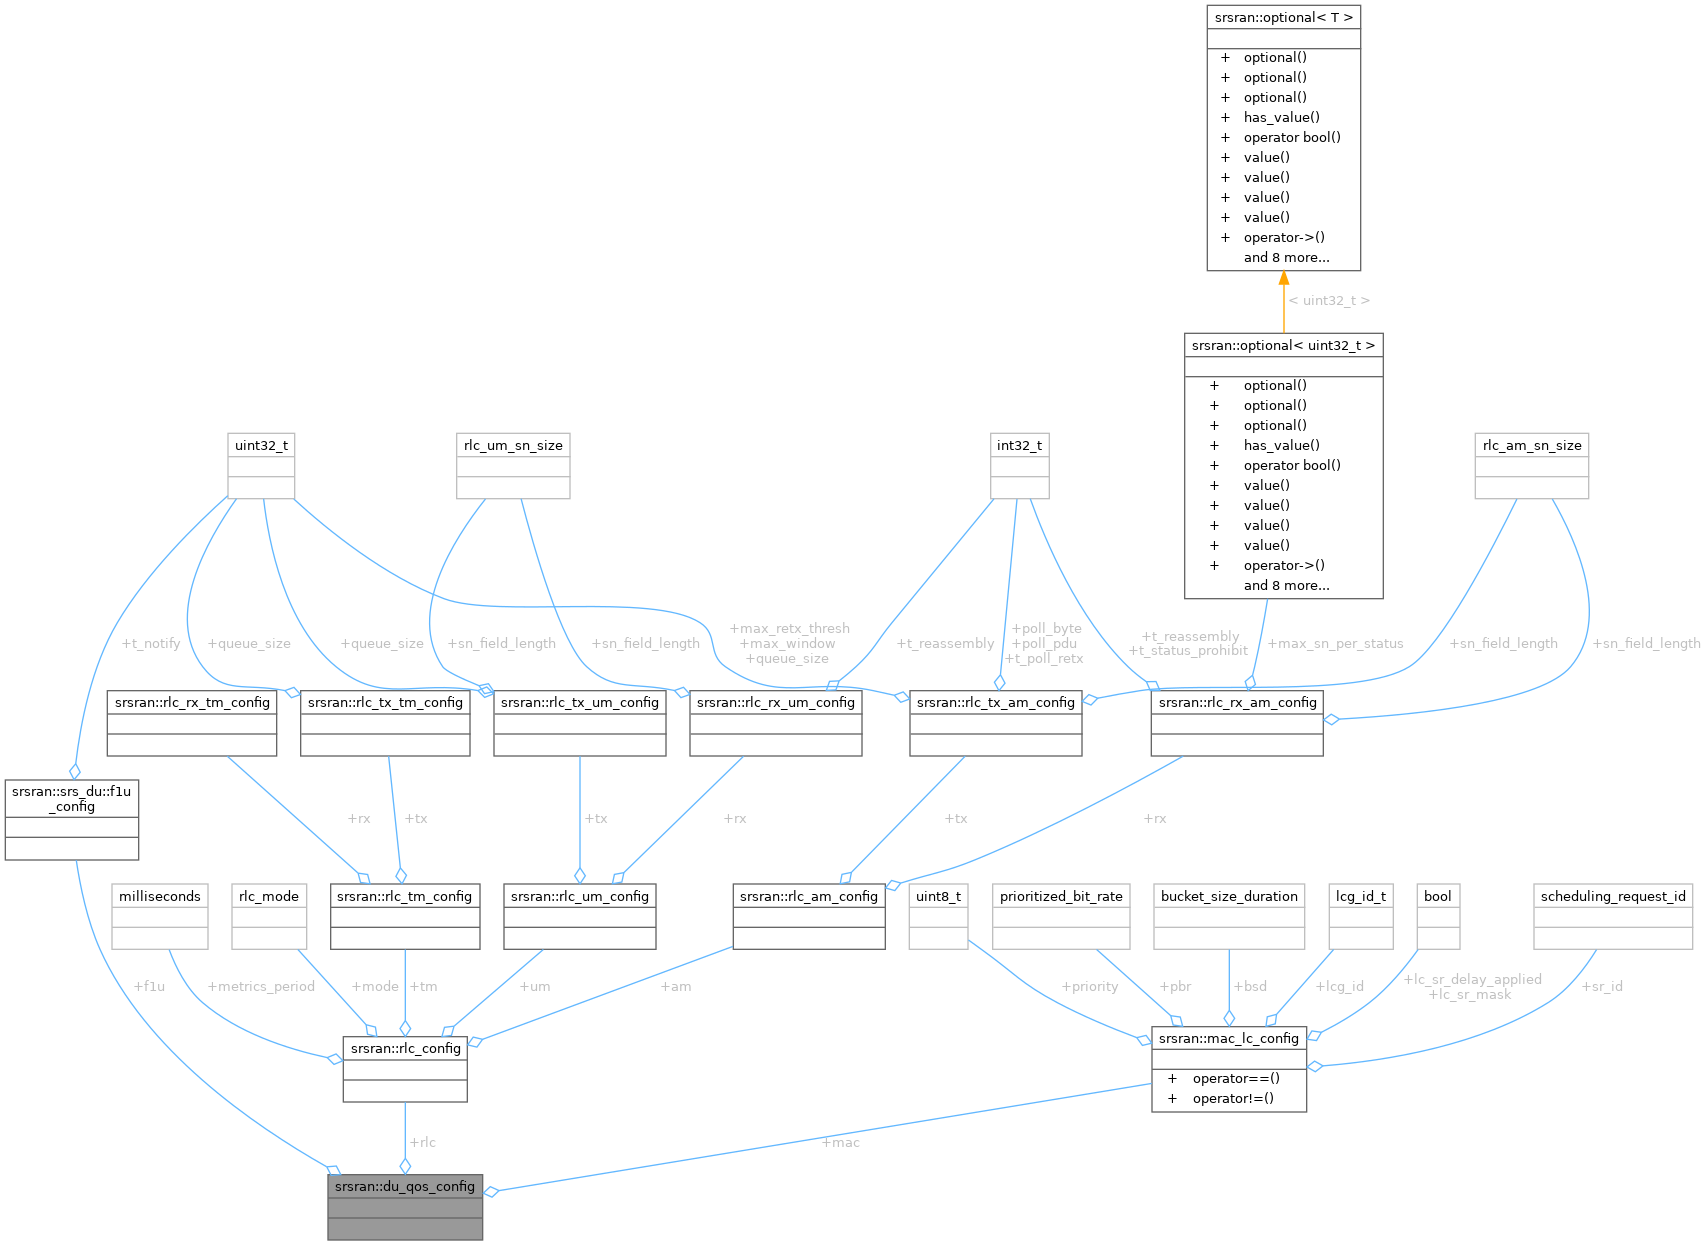 srsran::optional< T >
+ optional()
+ optional()
+ optional()
+ has_value()
+ operator bool()
+ value()
+ value()
+ value()
+ value()
+ operator->()
and 8 more...
< uint32_t >
srsran::optional< uint32_t >
+ optional()
+ optional()
+ optional()
+ has_value()
+ operator bool()
+ value()
+ value()
+ value()
+ value()
+ operator->()
and 8 more...
uint32_t
rlc_um_sn_size
int32_t
rlc_am_sn_size
+t_notify
+queue_size
+queue_size
+sn_field_length
+sn_field_length
+max_retx_thresh
+max_window
+queue_size
+t_reassembly
+poll_byte
+poll_pdu
+t_poll_retx
+t_reassembly
+t_status_prohibit
+max_sn_per_status
+sn_field_length
+sn_field_length
srsran::rlc_rx_tm_config
srsran::rlc_tx_tm_config
srsran::rlc_tx_um_config
srsran::rlc_rx_um_config
srsran::rlc_tx_am_config
srsran::rlc_rx_am_config
srsran::srs_du::f1u
_config
+rx
+tx
+tx
+rx
+tx
+rx
milliseconds
rlc_mode
srsran::rlc_tm_config
srsran::rlc_um_config
srsran::rlc_am_config
uint8_t
prioritized_bit_rate
bucket_size_duration
lcg_id_t
bool
scheduling_request_id
+f1u
+metrics_period
+mode
+tm
+um
+am
+priority
+pbr
+bsd
+lcg_id
+lc_sr_delay_applied
+lc_sr_mask
+sr_id
srsran::rlc_config
srsran::mac_lc_config
+ operator==()
+ operator!=()
+rlc
+mac
srsran::du_qos_config